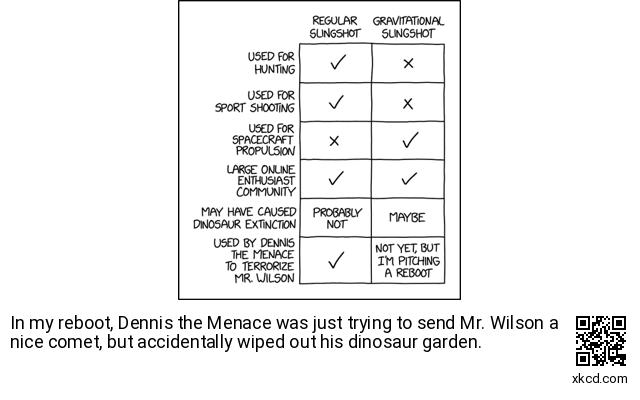 REGULAR SLINGSHOT
GRAVITATIONAL SLINGSHOT
USED FOR
HUNTING
✓
×
USED FOR
SPORT SHOOTING
✓
×
USED FOR
SPACECRAFT
PROPULSION
×
✓
LARGE ONLINE
ENTHUSIAST
COMMUNITY
✓
✓
MAY HAVE CAUSED
DINOSAUR EXTINCTION
PROBABLY
NOT
MAYBE
USED BY DENNIS
THE MENACE
TO TERRORIZE
MR. WILSON
✓
NOT YET, BUT
I'M PITCHING
A REBOOT
In my reboot, Dennis the Menace was just trying to send Mr. Wilson a
nice comet, but accidentally wiped out his dinosaur garden.
xkcd.com